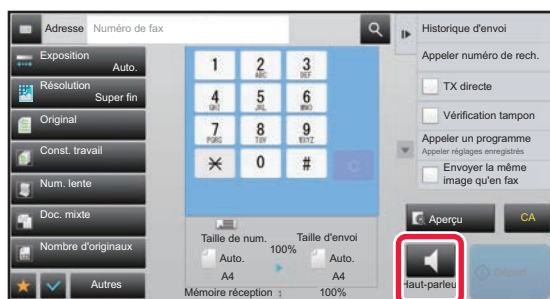 Adresse
Numéro de fax
Exposition
Auto.
Résolution
Super fin
Original
Const. travail
Num. lente
Doc. mixte
Nombre d'originaux
Autres
1
2
ABC
3
DEF
4
GHI
5
JKL
6
MNO
7
PQRS
8
TUV
9
WXYZ
0
#
C
Taille de num.
100%
Taille d'envoi
Auto.
A4
Auto.
A4
Mémoire réception :
100%
Historique d'envoi
Appeler numéro de rech.
TX directe
Vérification tampon
Appeler un programme
Appeler réglages enregistrés
Envoyer la même
image qu'en fax
Aperçu
CA
Haut-parleu
Départ